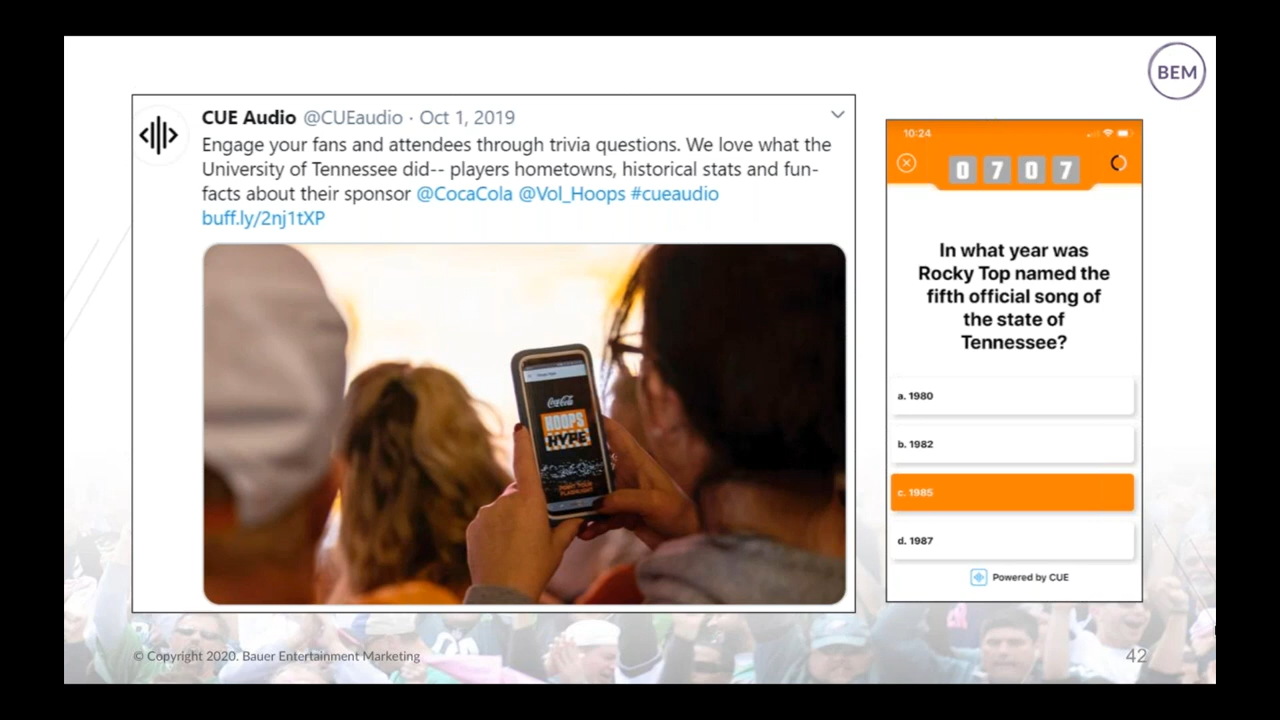 BEM
CUE Audio @CUEaudio · Oct 1, 2019
Engage your fans and attendees through trivia questions. We love what the
University of Tennessee did-- players hometowns, historical stats and fun-
facts about their sponsor @CocaCola @Vol_Hoops #cueaudio
buff.ly/2nj1tXP
Coca-Cola
HOOPS
HYPE
10:24
0 7 0 7
In what year was
Rocky Top named the
fifth official song of
the state of
Tennessee?
a. 1980
b. 1982
c. 1985
d. 1987
Powered by CUE
© Copyright 2020. Bauer Entertainment Marketing
42